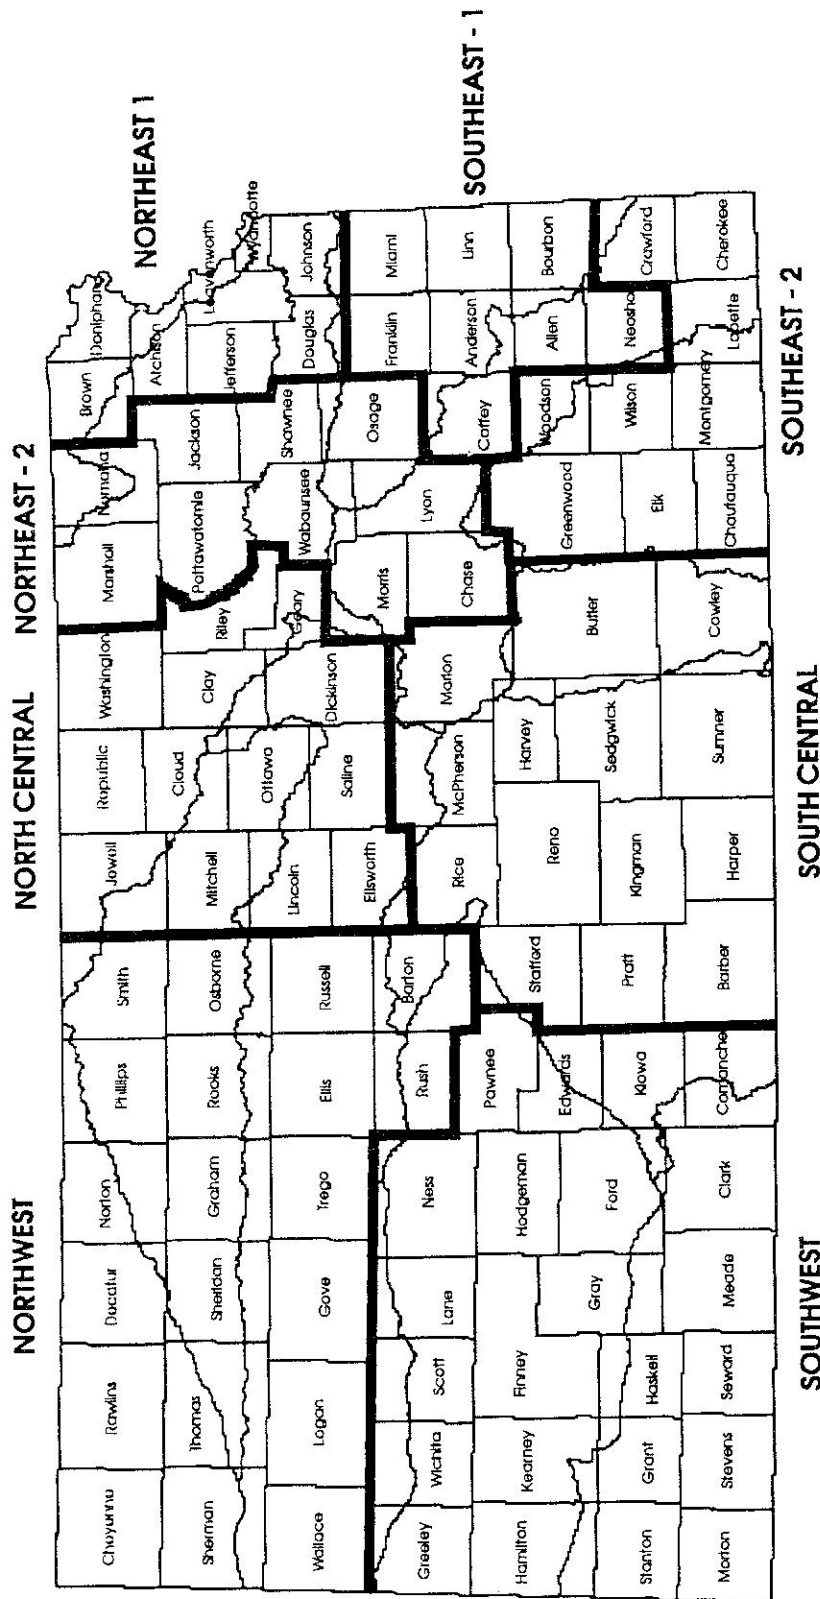 NORTHWEST
NORTH CENTRAL
NORTHEAST - 2
NORTHEAST 1
SOUTHEAST - 1
SOUTHEAST - 2
SOUTH CENTRAL
SOUTHWEST
Rawlins
Norton
Phillips
Smith
Washington
Marshall
Brown
Doniphan
Sherman
Thomas
Sheridan
Graham
Rooks
Osborne
Mitchell
Cloud
Clay
Riley
Pottawatomie
Jackson
Atchison
Jefferson
Leavenworth
Wyandotte
Wallace
Logan
Gove
Trego
Ellis
Russell
Lincoln
Ottawa
Saline
Dickinson
Geary
Wabaunsee
Shawnee
Douglas
Johnson
Greeley
Wichita
Scott
Lane
Ness
Rush
Barton
Ellsworth
Rice
McPherson
Marion
Morris
Chase
Lyon
Osage
Coffey
Franklin
Miami
Anderson
Linn
Hamilton
Kearney
Finney
Hodgeman
Pawnee
Stafford
Reno
Harvey
Butler
Greenwood
Woodson
Allen
Bourbon
Stanton
Grant
Haskell
Gray
Ford
Edwards
Kiowa
Pratt
Kingman
Sedgwick
Elk
Wilson
Neosho
Crawford
Morton
Stevens
Seward
Meade
Clark
Comanche
Barber
Harper
Sumner
Cowley
Chautauqua
Montgomery
Labette
Cherokee